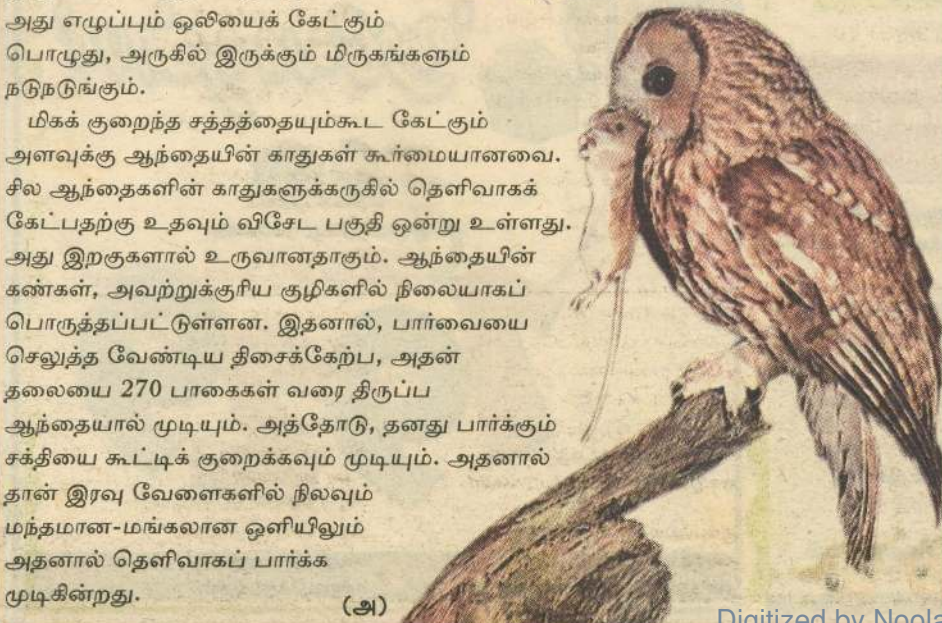 அது எழுப்பும் ஒலியைக் கேட்கும்
பொழுது, அருகில் இருக்கும் மிருகங்களும்
நடுநடுங்கும்.
மிகக் குறைந்த சத்தத்தையும்கூட கேட்கும்
அளவுக்கு ஆந்தையின் காதுகள் கூர்மையானவை.
சில ஆந்தைகளின் காதுகளுக்கருகில் தெளிவாகக்
கேட்பதற்கு உதவும் விசேட பகுதி ஒன்று உள்ளது.
அது இறகுகளால் உருவானதாகும். ஆந்தையின்
கண்கள், அவற்றுக்குரிய குழிகளில் நிலையாகப்
பொருத்தப்பட்டுள்ளன. இதனால், பார்வையை
செலுத்த வேண்டிய திசைக்கேற்ப, அதன்
தலையை 270 பாகைகள் வரை திருப்ப
ஆந்தையால் முடியும். அத்தோடு, தனது பார்க்கும்
சக்தியை கூட்டிக் குறைக்கவும் முடியும். அதனால்
தான் இரவு வேளைகளில் நிலவும்
மந்தமான-மங்கலான ஒளியிலும்
அதனால் தெளிவாகப் பார்க்க
முடிகின்றது.
(அ)
Digitized by Noola